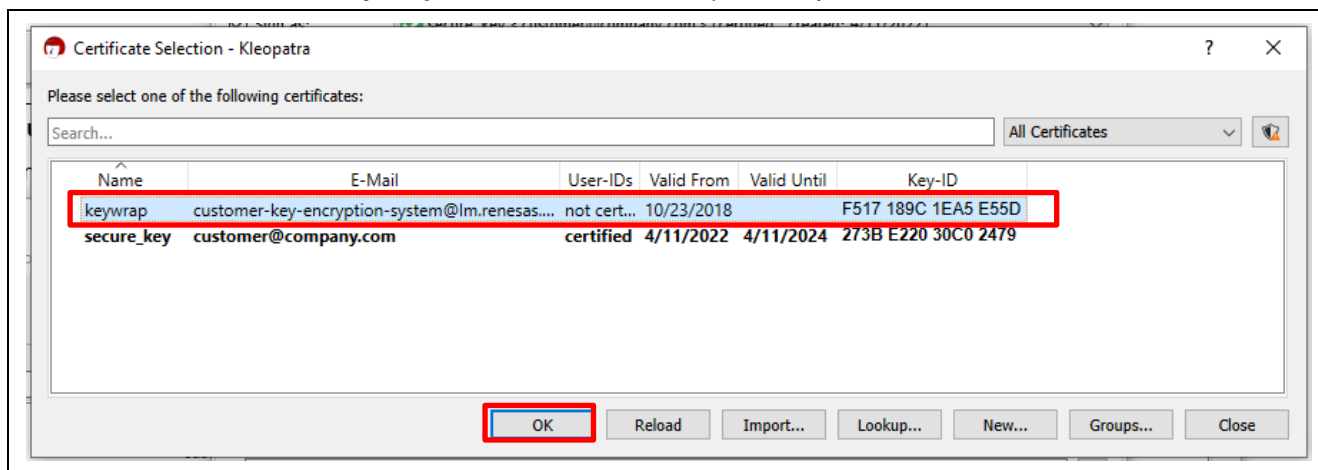 Certificate Selection - Kleopatra ? ×
Please select one of the following certificates:
Search... All Certificates
Name E-Mail User-IDs Valid From Valid Until Key-ID
keywrap customer-key-encryption-system@lm.renesas.... not cert... 10/23/2018 F517 189C 1EA5 E55D
secure_key customer@company.com certified 4/11/2022 4/11/2024 273B E220 30C0 2479
OK Reload Import... Lookup... New... Groups... Close